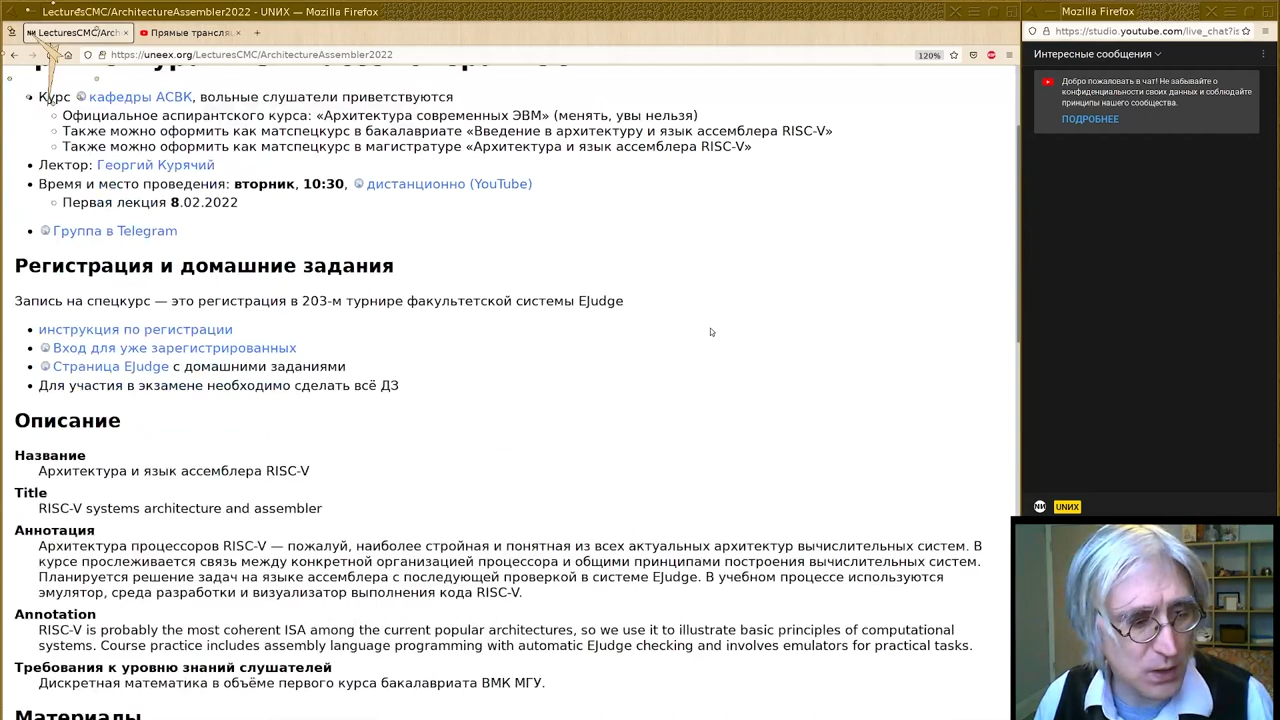 LecturesCMC/ArchitectureAssembler2022 - UNИХ — Mozilla Firefox
Mozilla Firefox
LecturesCMC/Arch
Прямые трансляц
https://uneex.org/LecturesCMC/ArchitectureAssembler2022
120%
https://studio.youtube.com/live_chat?is
Курс кафедры АСВК, вольные слушатели приветствуются
Официальное аспирантского курса: «Архитектура современных ЭВМ» (менять, увы нельзя)
Также можно оформить как матспецкурс в бакалавриате «Введение в архитектуру и язык ассемблера RISC-V»
Также можно оформить как матспецкурс в магистратуре «Архитектура и язык ассемблера RISC-V»
Лектор: Георгий Курячий
Время и место проведения: вторник, 10:30, дистанционно (YouTube)
Первая лекция 8.02.2022
Группа в Telegram
Регистрация и домашние задания
Запись на спецкурс — это регистрация в 203-м турнире факультетской системы EJudge
инструкция по регистрации
Вход для уже зарегистрированных
Страница EJudge с домашними заданиями
Для участия в экзамене необходимо сделать всё ДЗ
Описание
Название
Архитектура и язык ассемблера RISC-V
Title
RISC-V systems architecture and assembler
Аннотация
Архитектура процессоров RISC-V — пожалуй, наиболее стройная и понятная из всех актуальных архитектур вычислительных систем. В
курсе прослеживается связь между конкретной организацией процессора и общими принципами построения вычислительных систем.
Планируется решение задач на языке ассемблера с последующей проверкой в системе EJudge. В учебном процессе используются
эмулятор, среда разработки и визуализатор выполнения кода RISC-V.
Annotation
RISC-V is probably the most coherent ISA among the current popular architectures, so we use it to illustrate basic principles of computational
systems. Course practice includes assembly language programming with automatic EJudge checking and involves emulators for practical tasks.
Требования к уровню знаний слушателей
Дискретная математика в объёме первого курса бакалавриата ВМК МГУ.
Материалы
Интересные сообщения
Добро пожаловать в чат! Не забывайте о
конфиденциальности своих данных и соблюдайте
принципы нашего сообщества.
ПОДРОБНЕЕ
UNИX